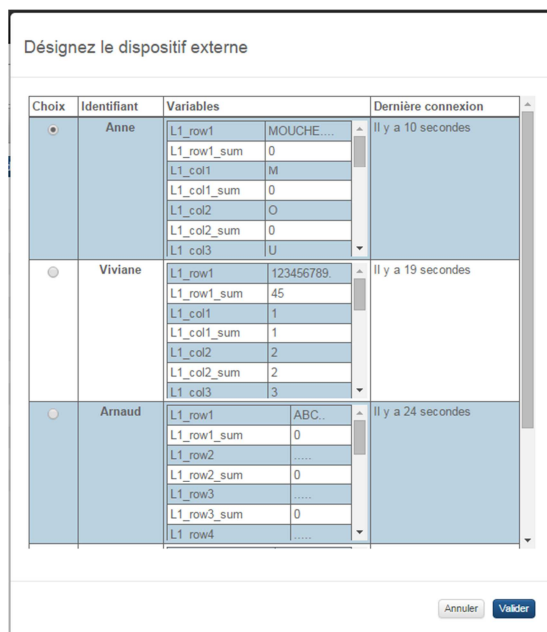 Désignez le dispositif externe
Choix Identifiant Variables Dernière connexion
Anne L1_row1 MOUCHE.... Il y a 10 secondes
L1_row1_sum 0
L1_col1 M
L1_col1_sum 0
L1_col2 O
L1_col2_sum 0
L1_col3 U
Viviane L1_row1 123456789. Il y a 19 secondes
L1_row1_sum 45
L1_col1 1
L1_col1_sum 1
L1_col2 2
L1_col2_sum 2
L1_col3 3
Arnaud L1_row1 ABC.. Il y a 24 secondes
L1_row1_sum 0
L1_row2 .....
L1_row2_sum 0
L1_row3 .....
L1_row3_sum 0
L1_row4 .....
Annuler Valider